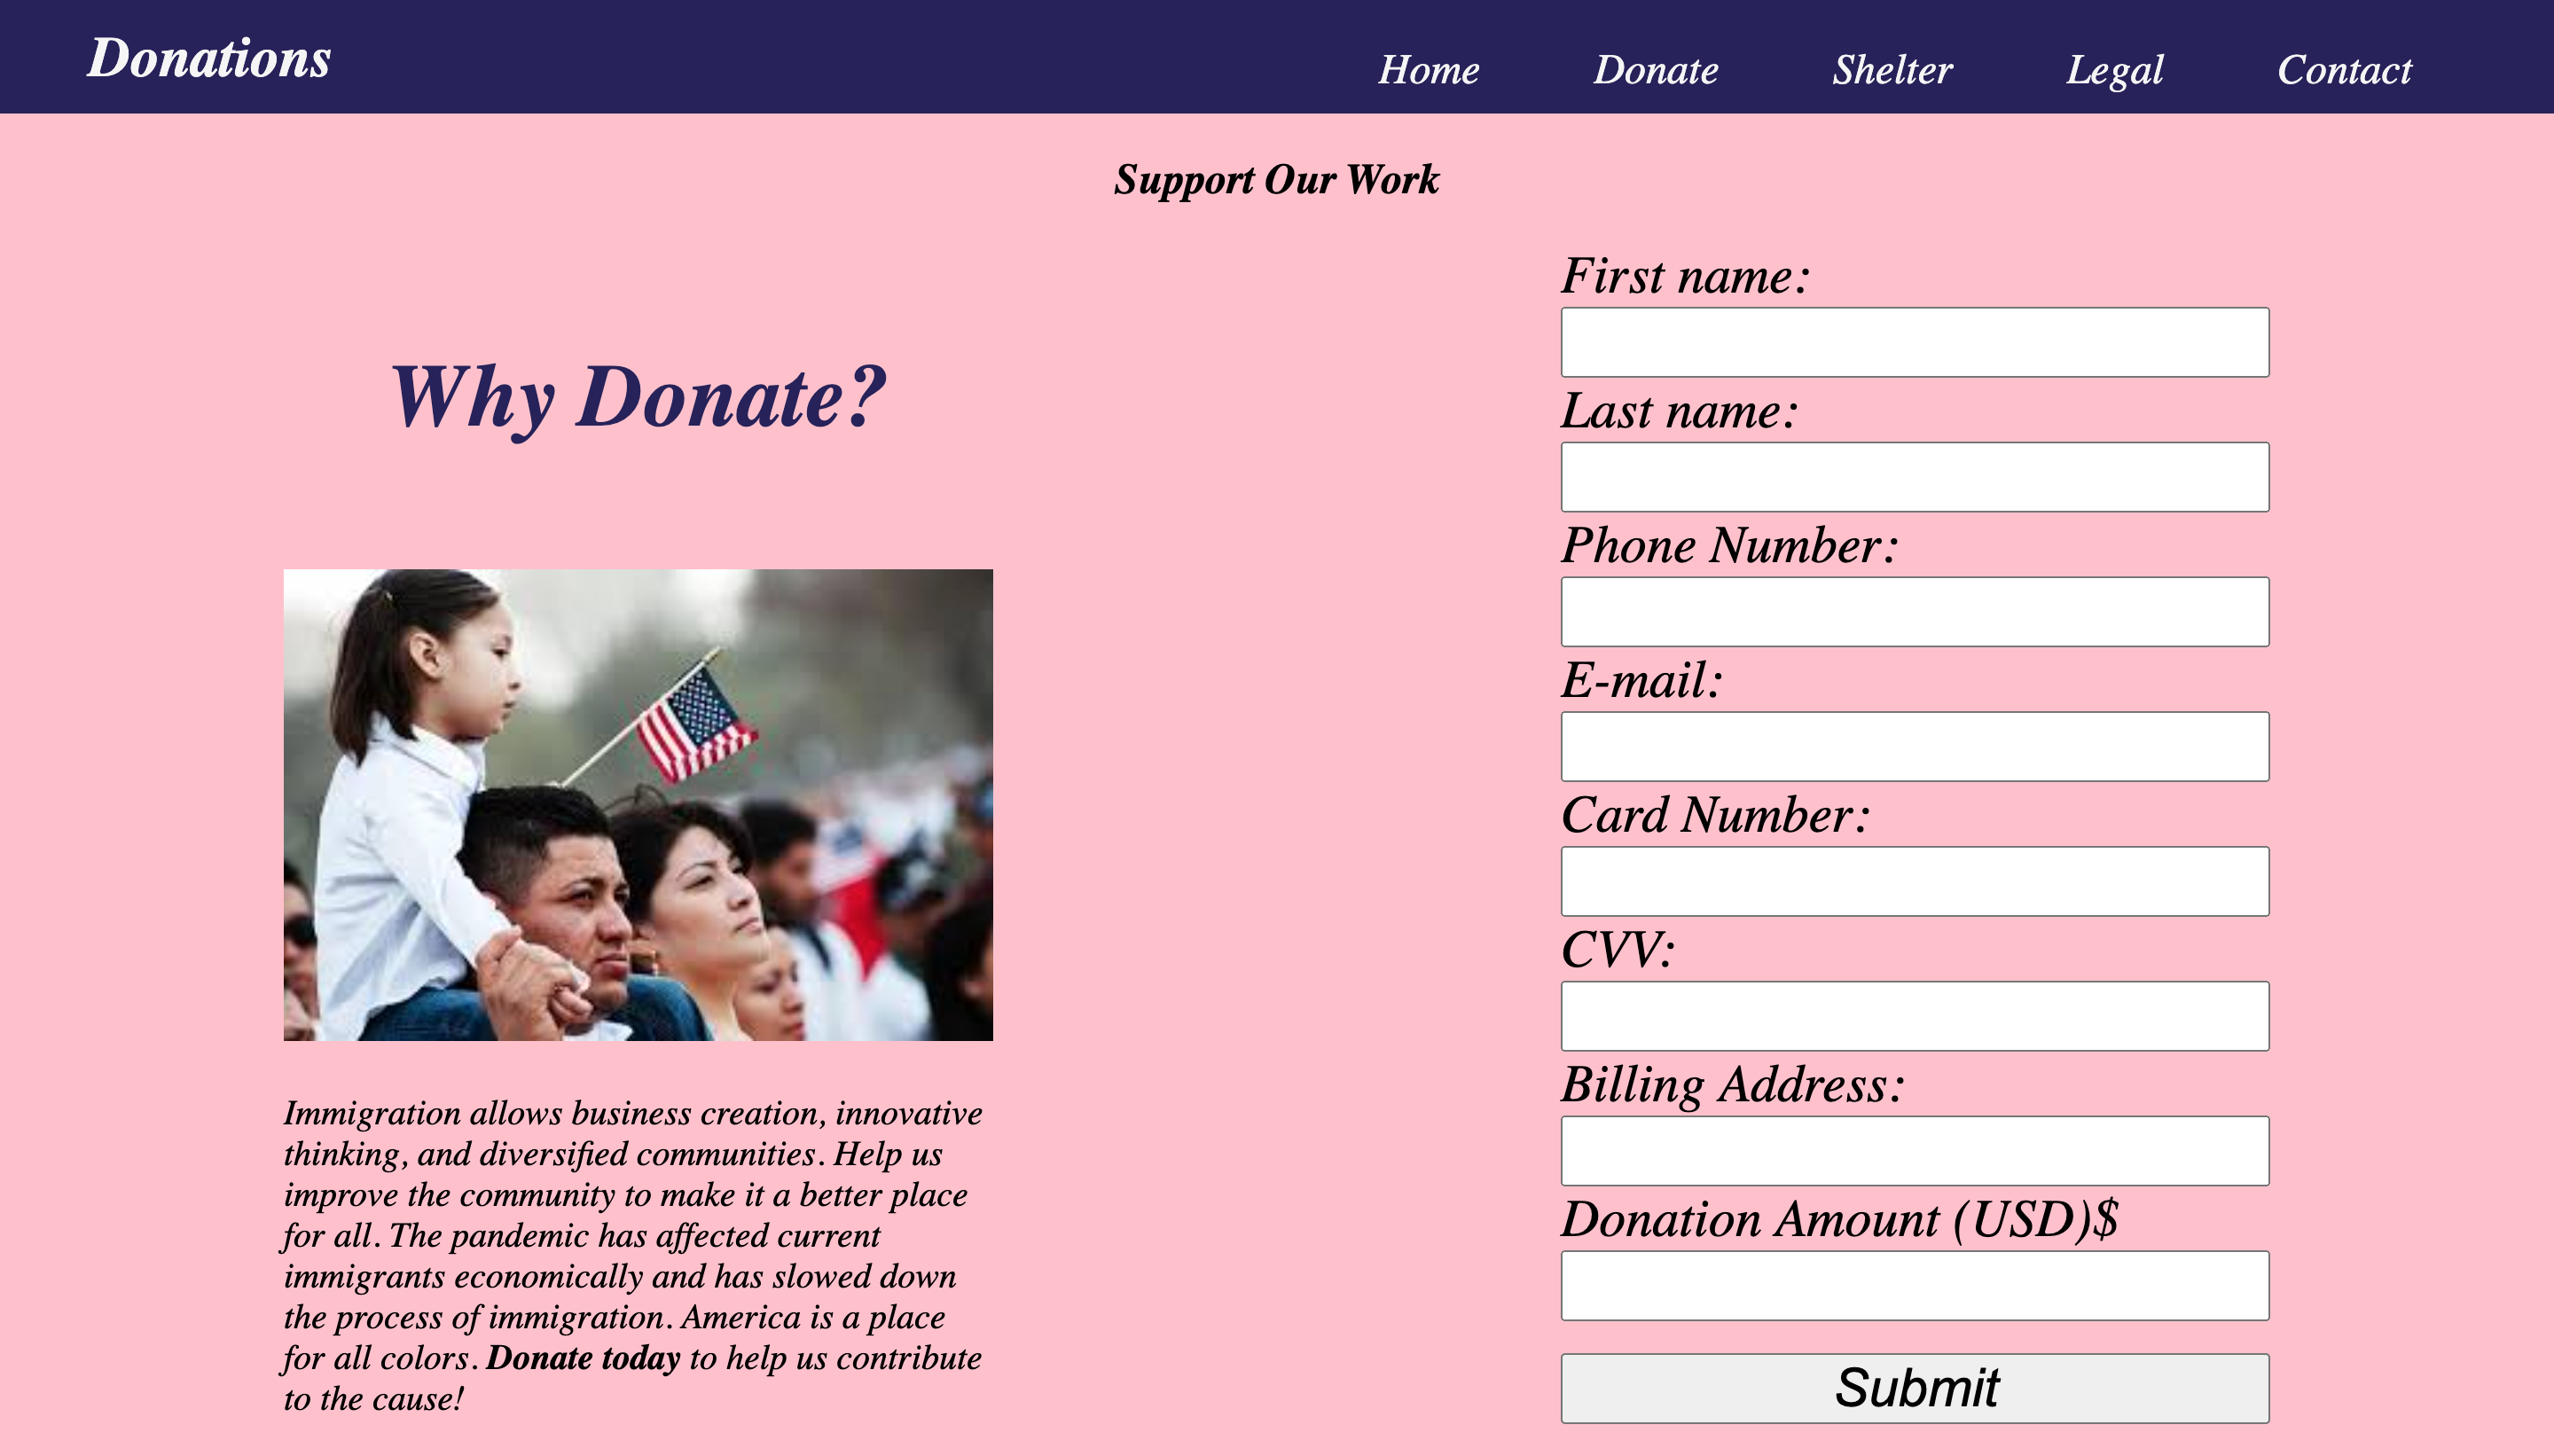 Donations
Home
Donate
Shelter
Legal
Contact
Support Our Work
Why Donate?
Immigration allows business creation, innovative
thinking, and diversified communities. Help us
improve the community to make it a better place
for all. The pandemic has affected current
immigrants economically and has slowed down
the process of immigration. America is a place
for all colors. Donate today to help us contribute
to the cause!
First name:
Last name:
Phone Number:
E-mail:
Card Number:
CVV:
Billing Address:
Donation Amount (USD)$
Submit